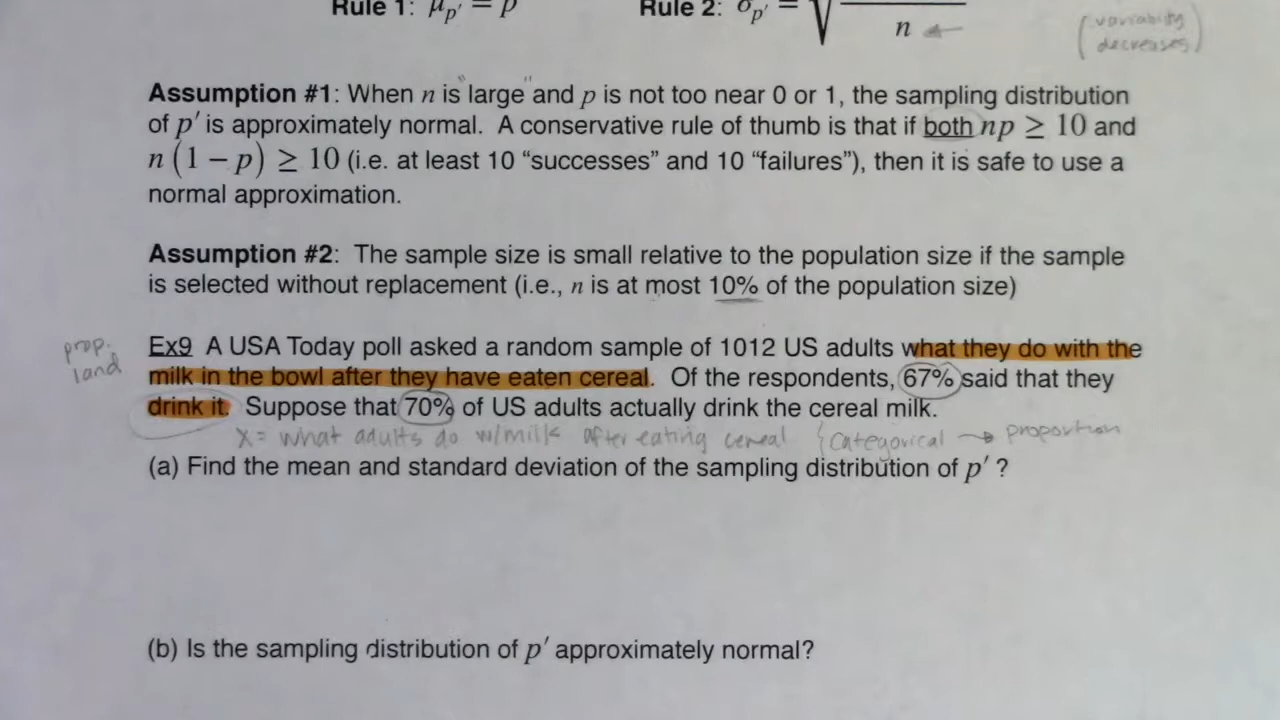 Rule 1: μp′ = p Rule 2: σp′ = √ n
(variability
decreases)
Assumption #1: When n is "large" and p is not too near 0 or 1, the sampling distribution
of p′ is approximately normal. A conservative rule of thumb is that if both np ≥ 10 and
n (1 − p) ≥ 10 (i.e. at least 10 “successes” and 10 “failures”), then it is safe to use a
normal approximation.
Assumption #2: The sample size is small relative to the population size if the sample
is selected without replacement (i.e., n is at most 10% of the population size)
prop.
land
Ex9 A USA Today poll asked a random sample of 1012 US adults what they do with the
milk in the bowl after they have eaten cereal. Of the respondents, 67% said that they
drink it. Suppose that 70% of US adults actually drink the cereal milk.
X = what adults do w/milk after eating cereal {categorical → proportion
(a) Find the mean and standard deviation of the sampling distribution of p′ ?
(b) Is the sampling distribution of p′ approximately normal?